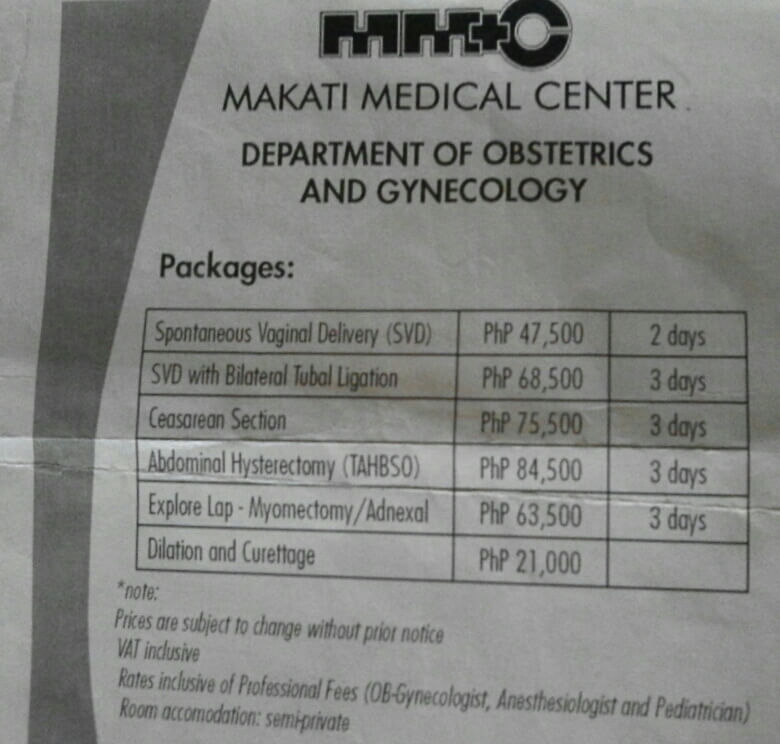 MM+C
MAKATI MEDICAL CENTER
DEPARTMENT OF OBSTETRICS
AND GYNECOLOGY
Packages:
Spontaneous Vaginal Delivery (SVD) PhP 47,500 2 days
SVD with Bilateral Tubal Ligation PhP 68,500 3 days
Ceasarean Section PhP 75,500 3 days
Abdominal Hysterectomy (TAHBSO) PhP 84,500 3 days
Explore Lap - Myomectomy/Adnexal PhP 63,500 3 days
Dilation and Curettage PhP 21,000
*note:
Prices are subject to change without prior notice
VAT inclusive
Rates inclusive of Professional Fees (OB-Gynecologist, Anesthesiologist and Pediatrician)
Room accomodation: semi-private